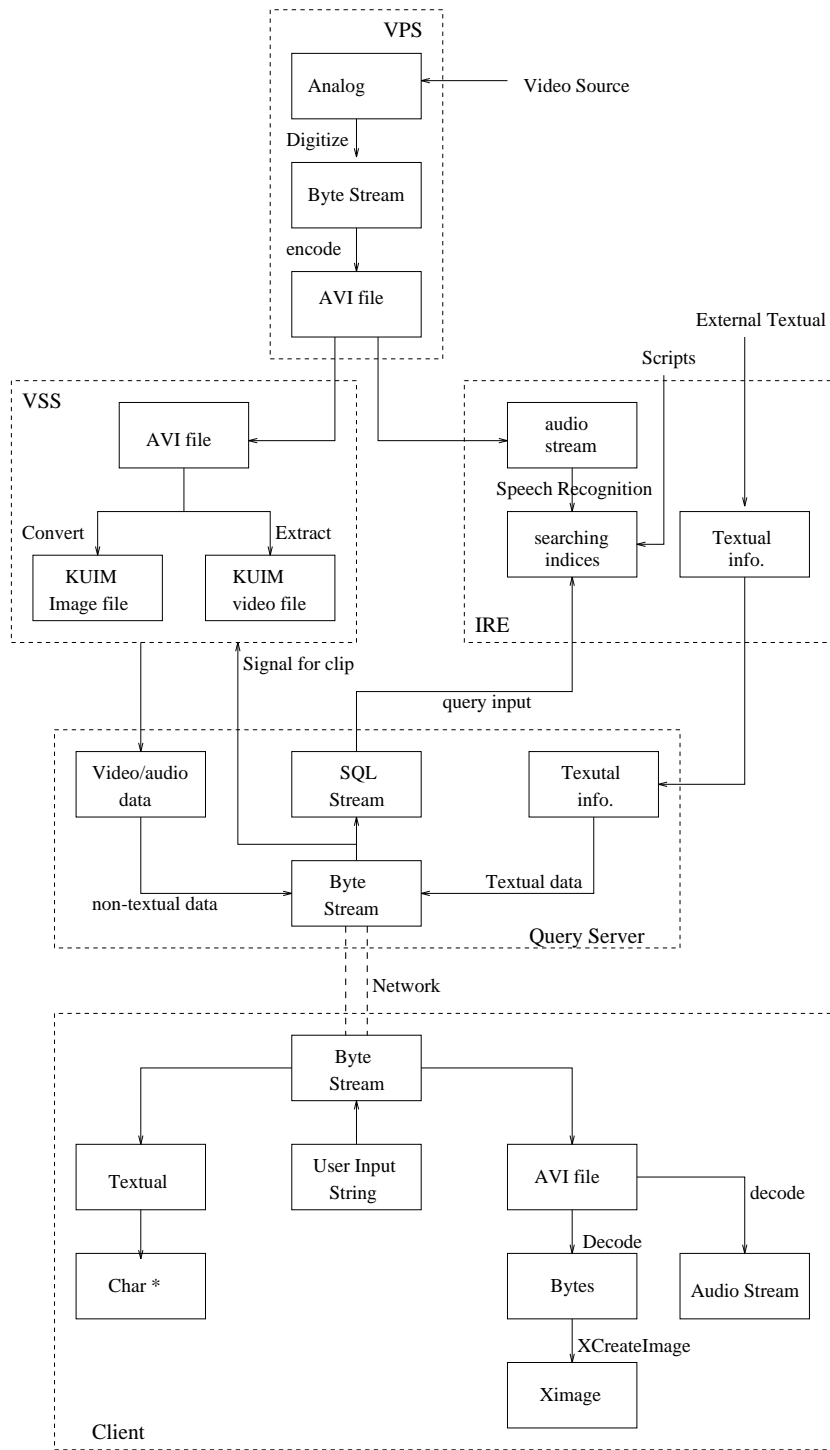 VPS
Analog
Video Source
Digitize
Byte Stream
encode
AVI file
External Textual
Scripts
VSS
AVI file
audio
stream
Speech Recognition
Convert
Extract
searching
indices
Textual
info.
KUIM
Image file
KUIM
video file
IRE
Signal for clip
query input
Video/audio
data
SQL
Stream
Texutal
info.
Byte
Stream
Textual data
non-textual data
Query Server
Network
Byte
Stream
Textual
User Input
String
AVI file
decode
Decode
Char *
Bytes
Audio Stream
XCreateImage
Ximage
Client